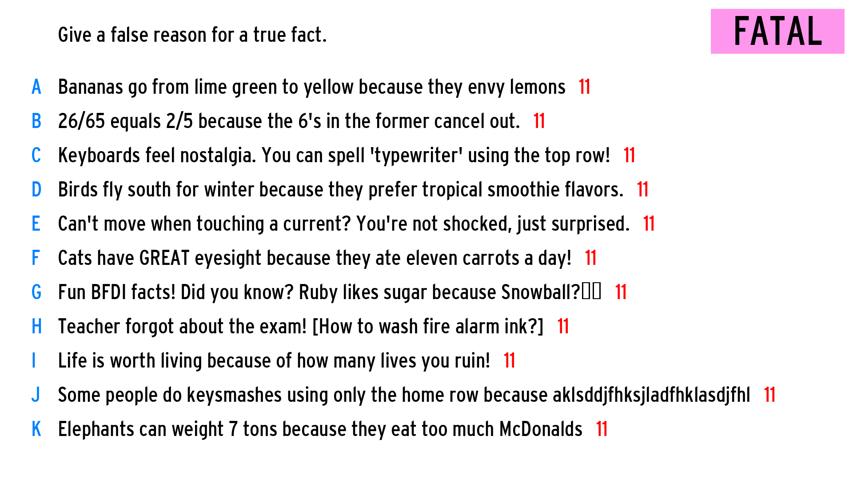 Give a false reason for a true fact.
FATAL
A Bananas go from lime green to yellow because they envy lemons 11
B 26/65 equals 2/5 because the 6's in the former cancel out. 11
C Keyboards feel nostalgia. You can spell 'typewriter' using the top row! 11
D Birds fly south for winter because they prefer tropical smoothie flavors. 11
E Can't move when touching a current? You're not shocked, just surprised. 11
F Cats have GREAT eyesight because they ate eleven carrots a day! 11
G Fun BFDI facts! Did you know? Ruby likes sugar because Snowball?▯▯ 11
H Teacher forgot about the exam! [How to wash fire alarm ink?] 11
I Life is worth living because of how many lives you ruin! 11
J Some people do keysmashes using only the home row because aklsddjfhksjladfhklasdjfhl 11
K Elephants can weight 7 tons because they eat too much McDonalds 11